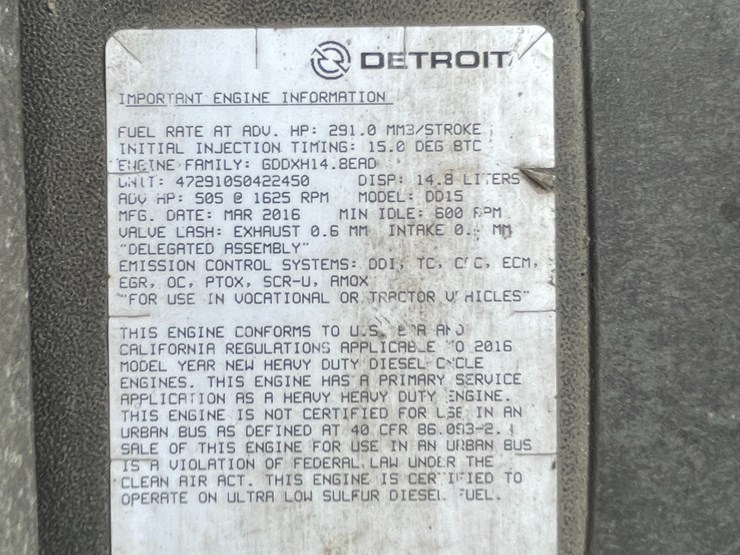 DETROIT
IMPORTANT ENGINE INFORMATION
FUEL RATE AT ADV. HP: 291.0 MM3/STROKE
INITIAL INJECTION TIMING: 15.0 DEG BTC
ENGINE FAMILY: GDDXH14.8EAD
UNIT: 472910S0422450 DISP: 14.8 LITERS
ADV HP: 505 @ 1625 RPM MODEL: DD15
MFG. DATE: MAR 2016 MIN IDLE: 600 RPM
VALVE LASH: EXHAUST 0.6 MM INTAKE MM
"DELEGATED ASSEMBLY"
EMISSION CONTROL SYSTEMS: DDI, TC, CAC, ECM,
EGR, OC, PTOX, SCR-U, AMOX
"FOR USE IN VOCATIONAL OR TRACTOR VEHICLES"
THIS ENGINE CONFORMS TO U.S. EPA AND
CALIFORNIA REGULATIONS APPLICABLE TO 2016
MODEL YEAR NEW HEAVY DUTY DIESEL CYCLE
ENGINES. THIS ENGINE HAS A PRIMARY SERVICE
APPLICATION AS A HEAVY HEAVY DUTY ENGINE.
THIS ENGINE IS NOT CERTIFIED FOR USE IN AN
URBAN BUS AS DEFINED AT 40 CFR 86.093-2.
SALE OF THIS ENGINE FOR USE IN AN URBAN BUS
IS A VIOLATION OF FEDERAL LAW UNDER THE
CLEAN AIR ACT. THIS ENGINE IS CERTIFIED TO
OPERATE ON ULTRA LOW SULFUR DIESEL FUEL.